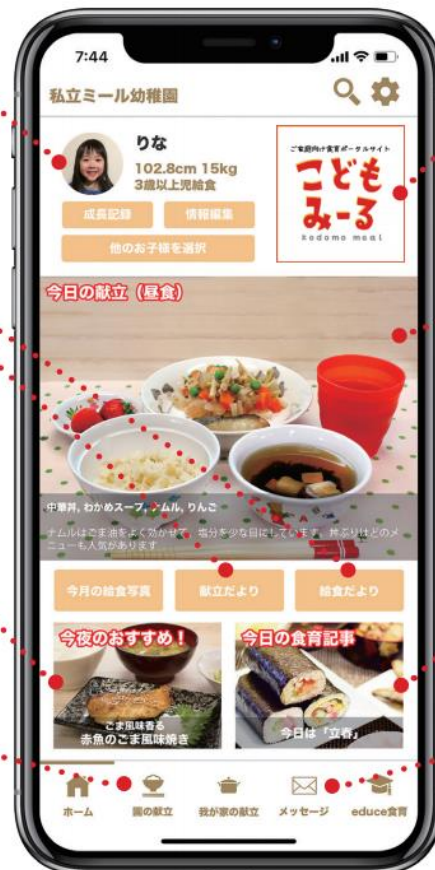 7:44
私立ミール幼稚園
りな
102.8cm 15kg
3歳以上児給食
成長記録
情報編集
他のお子様を選択
ご家庭向け食育ポータルサイト
こども
みーる
kodomo meal
今日の献立（昼食）
中華丼, わかめスープ, ナムル, りんご
ナムルはごま油をよく効かせて、塩分を少な目にしています。丼ぶりはどのメ
ニューも人気があります
今月の給食写真
献立だより
給食だより
今夜のおすすめ！
ごま風味香る
赤魚のごま風味焼き
今日の食育記事
今日は「立春」
ホーム
園の献立
我が家の献立
メッセージ
educe食育